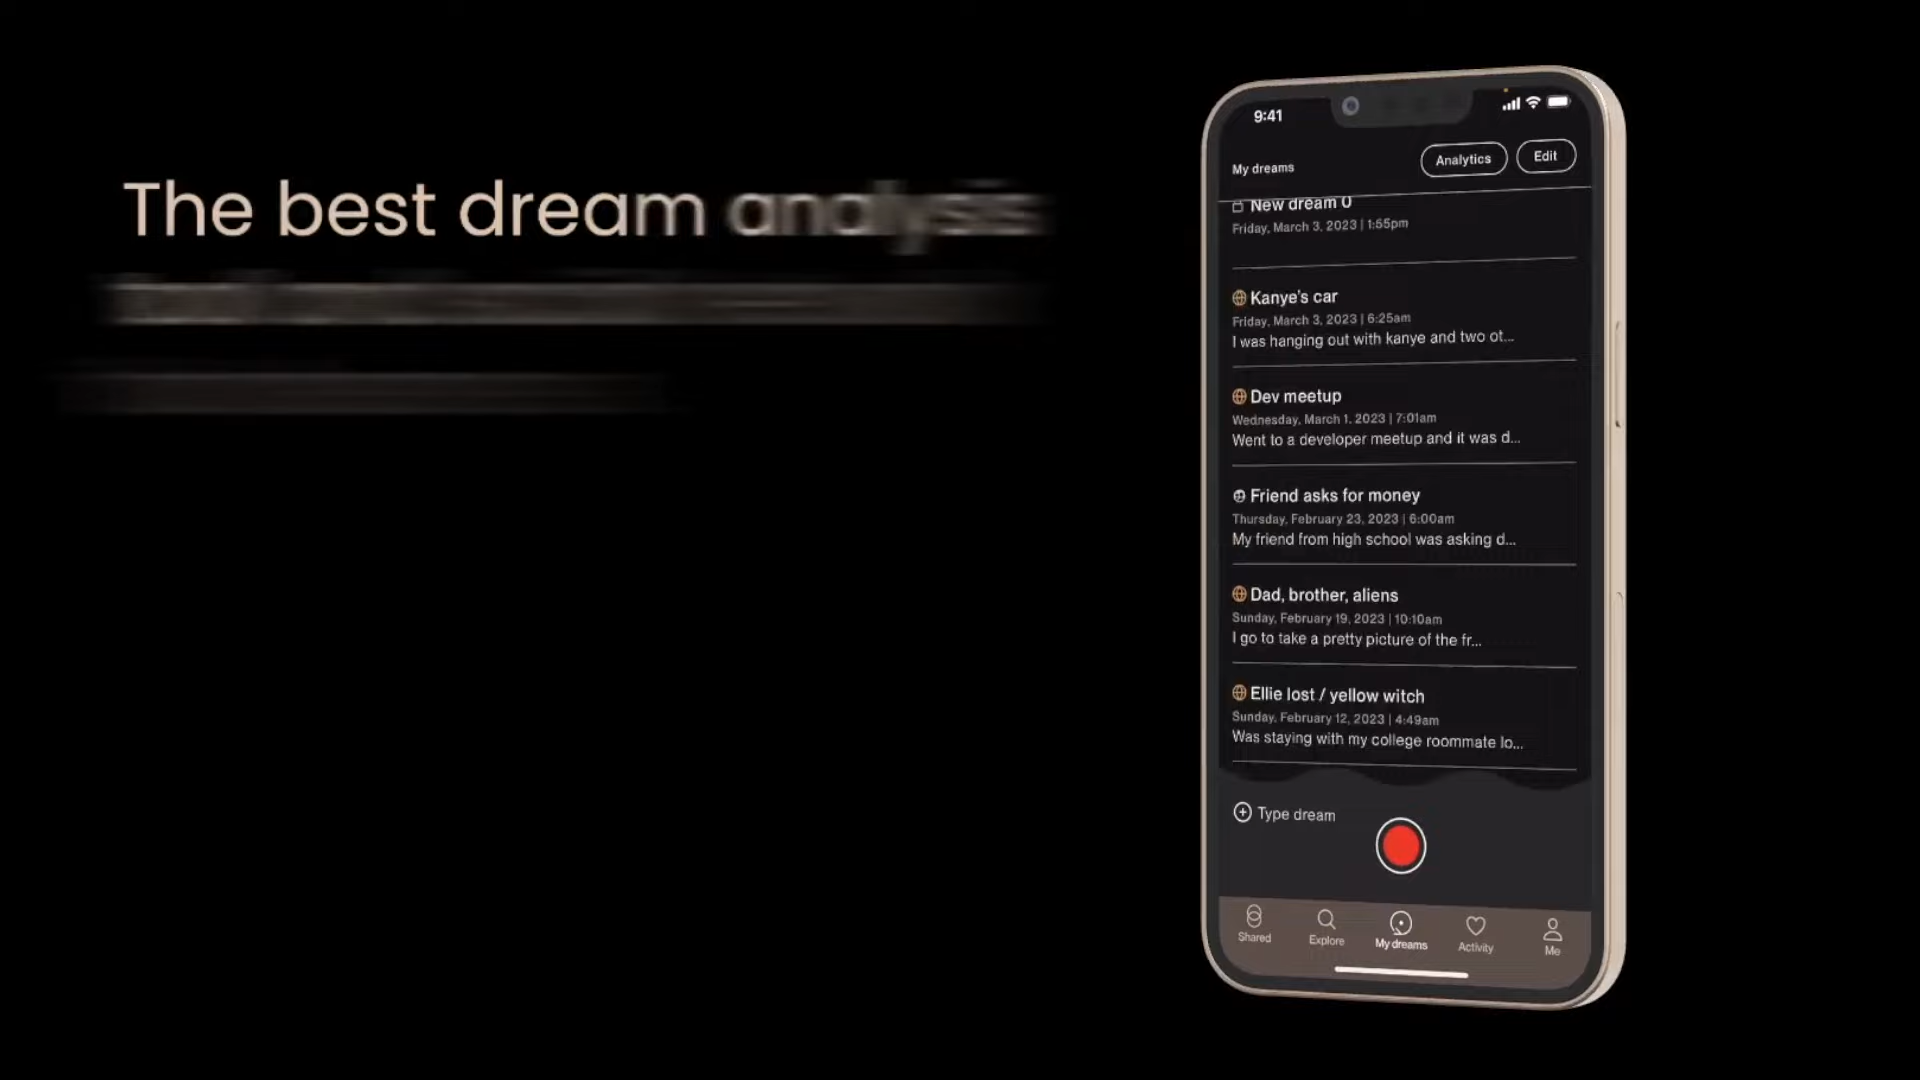 The best dream analysis
9:41
My dreams
Analytics
Edit
New dream 0
Friday, March 3, 2023 | 1:55pm
Kanye's car
Friday, March 3, 2023 | 6:25am
I was hanging out with kanye and two ot...
Dev meetup
Wednesday, March 1, 2023 | 7:01am
Went to a developer meetup and it was d...
Friend asks for money
Thursday, February 23, 2023 | 6:00am
My friend from high school was asking d...
Dad, brother, aliens
Sunday, February 19, 2023 | 10:10am
I go to take a pretty picture of the fr...
Ellie lost / yellow witch
Sunday, February 12, 2023 | 4:49am
Was staying with my college roommate lo...
Type dream
Shared
Explore
My dreams
Activity
Me